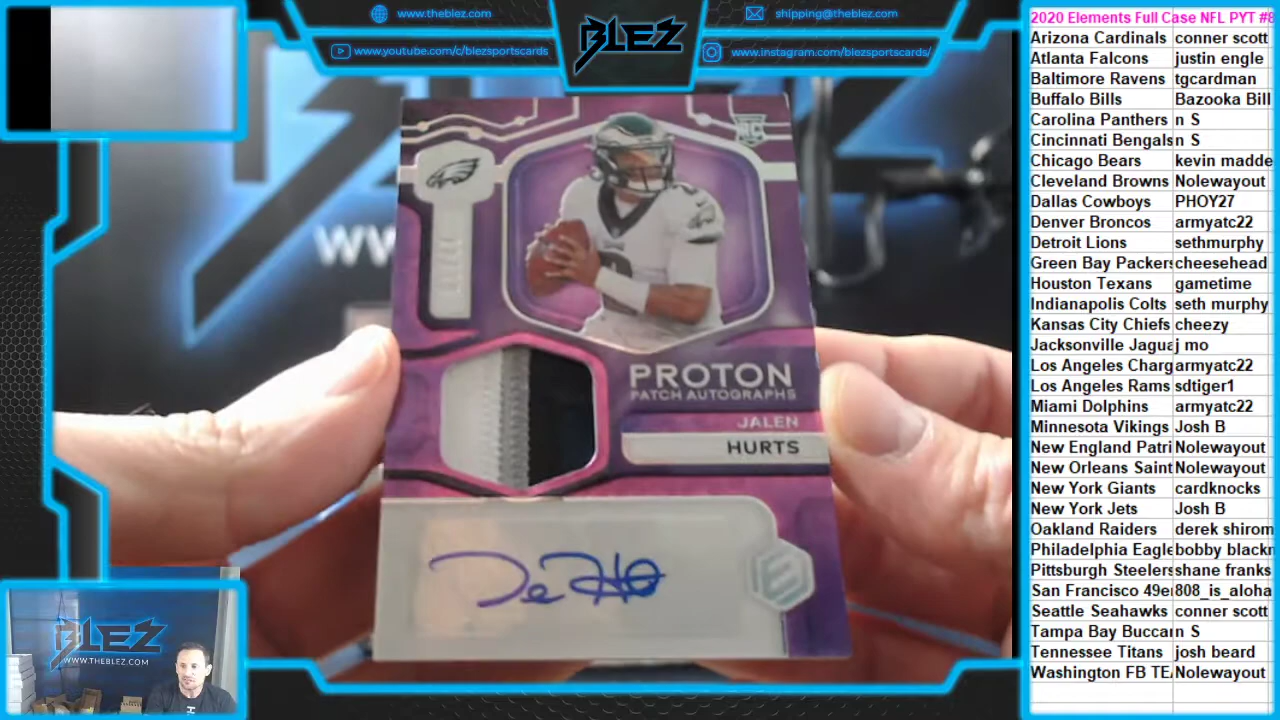 www.theblez.com
shipping@theblez.com
BLEZ
www.youtube.com/c/blezsportscards
www.instagram.com/blezsportscards/
RC
PROTON
PATCH AUTOGRAPHS
JALEN
HURTS
E
BLEZ
WWW.THEBLEZ.COM
2020 Elements Full Case NFL PYT #8
Arizona Cardinals conner scott
Atlanta Falcons justin engle
Baltimore Ravens tgcardman
Buffalo Bills Bazooka Bill
Carolina Panthers n S
Cincinnati Bengals n S
Chicago Bears kevin madde
Cleveland Browns Nolewayout
Dallas Cowboys PHOY27
Denver Broncos armyatc22
Detroit Lions sethmurphy
Green Bay Packers cheesehead
Houston Texans gametime
Indianapolis Colts seth murphy
Kansas City Chiefs cheezy
Jacksonville Jagua j mo
Los Angeles Charg armyatc22
Los Angeles Rams sdtiger1
Miami Dolphins armyatc22
Minnesota Vikings Josh B
New England Patri Nolewayout
New Orleans Saint Nolewayout
New York Giants cardknocks
New York Jets Josh B
Oakland Raiders derek shirom
Philadelphia Eagle bobby blackn
Pittsburgh Steelers shane franks
San Francisco 49e 808_is_aloha
Seattle Seahawks conner scott
Tampa Bay Buccan n S
Tennessee Titans josh beard
Washington FB TEA Nolewayout